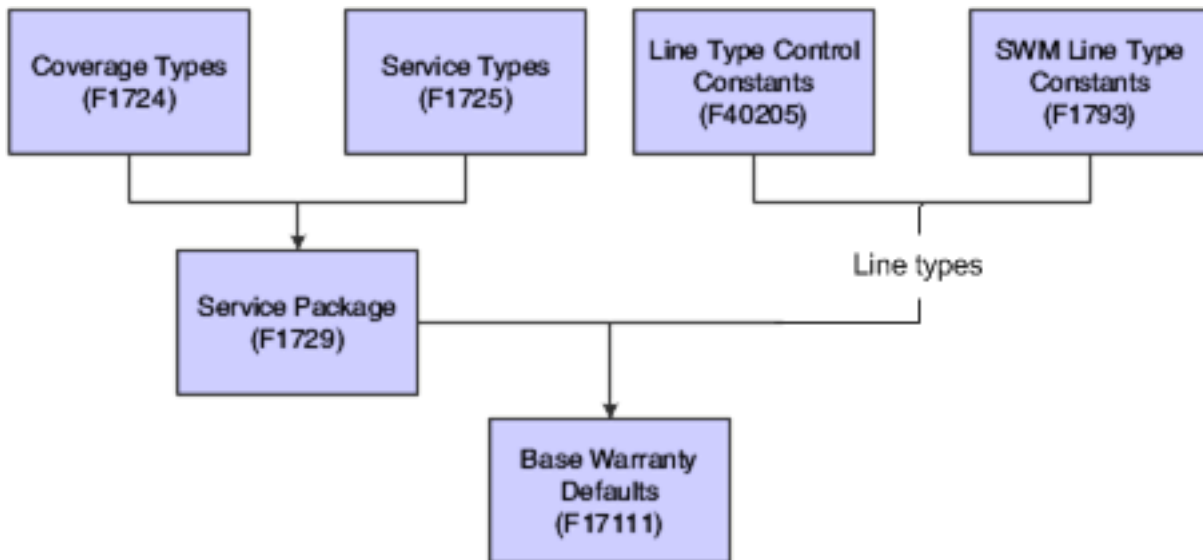 Coverage Types
(F1724)
Service Types
(F1725)
Line Type Control
Constants
(F40205)
SWM Line Type
Constants
(F1793)
Line types
Service Package
(F1729)
Base Warranty
Defaults
(F17111)